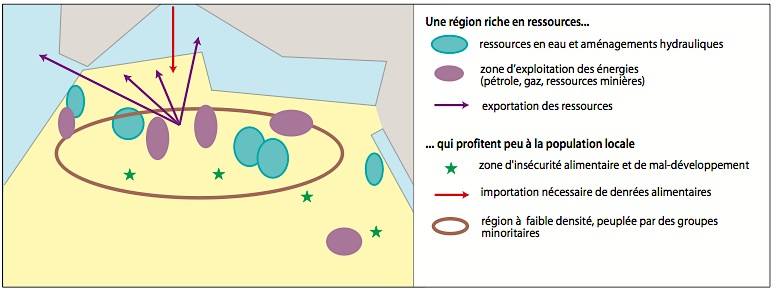 Une région riche en ressources...
ressources en eau et aménagements hydrauliques
zone d'exploitation des énergies
(pétrole, gaz, ressources minières)
exportation des ressources
... qui profitent peu à la population locale
zone d'insécurité alimentaire et de mal-développement
importation nécessaire de denrées alimentaires
région à faible densité, peuplée par des groupes
minoritaires